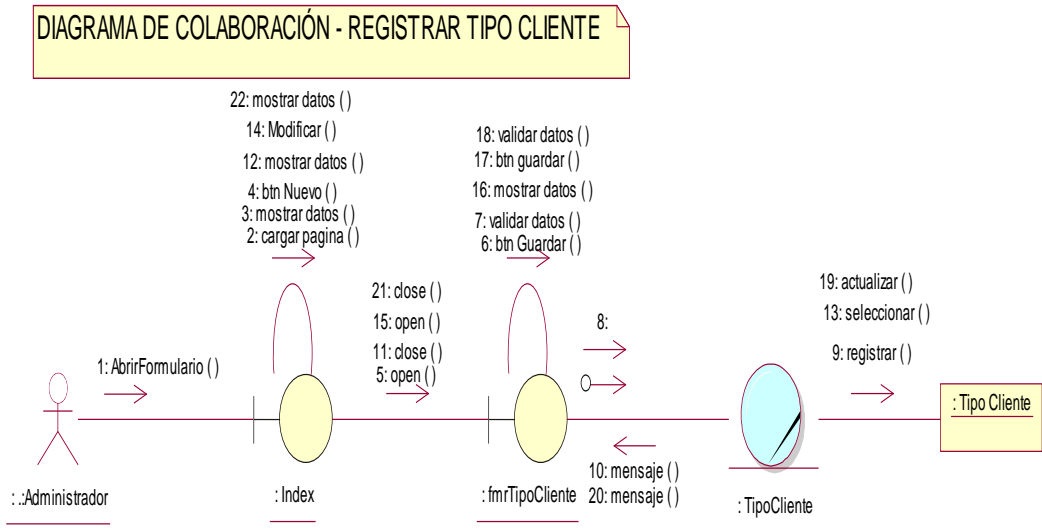 DIAGRAMA DE COLABORACIÓN - REGISTRAR TIPO CLIENTE
22: mostrar datos ( )
14: Modificar ( )
12: mostrar datos ( )
4: btn Nuevo ( )
3: mostrar datos ( )
2: cargar pagina ( )
18: validar datos ( )
17: btn guardar ( )
16: mostrar datos ( )
7: validar datos ( )
6: btn Guardar ( )
21: close ( )
15: open ( )
11: close ( )
5: open ( )
8:
19: actualizar ( )
13: seleccionar ( )
9: registrar ( )
1: AbrirFormulario ( )
: Tipo Cliente
10: mensaje ( )
20: mensaje ( )
: .:Administrador
: Index
: fmrTipoCliente
: TipoCliente